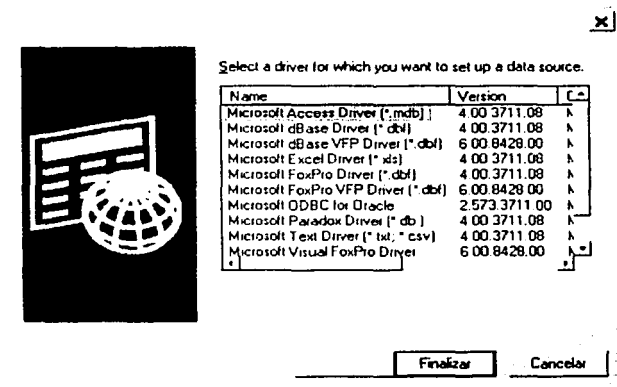 Select a driver for which you want to set up a data source.
Name Version
Microsoft Access Driver (*.mdb) 4.00.3711.08
Microsoft dBase Driver (*.dbf) 4.00.3711.08
Microsoft dBase VFP Driver (*.dbf) 6.00.8428.00
Microsoft Excel Driver (*.xls) 4.00.3711.08
Microsoft FoxPro Driver (*.dbf) 4.00.3711.08
Microsoft FoxPro VFP Driver (*.dbf) 6.00.8428.00
Microsoft ODBC for Oracle 2.573.3711.00
Microsoft Paradox Driver (*.db ) 4.00.3711.08
Microsoft Text Driver (*.txt; *.csv) 4.00.3711.08
Microsoft Visual FoxPro Driver 6.00.8428.00
Finalizar Cancelar